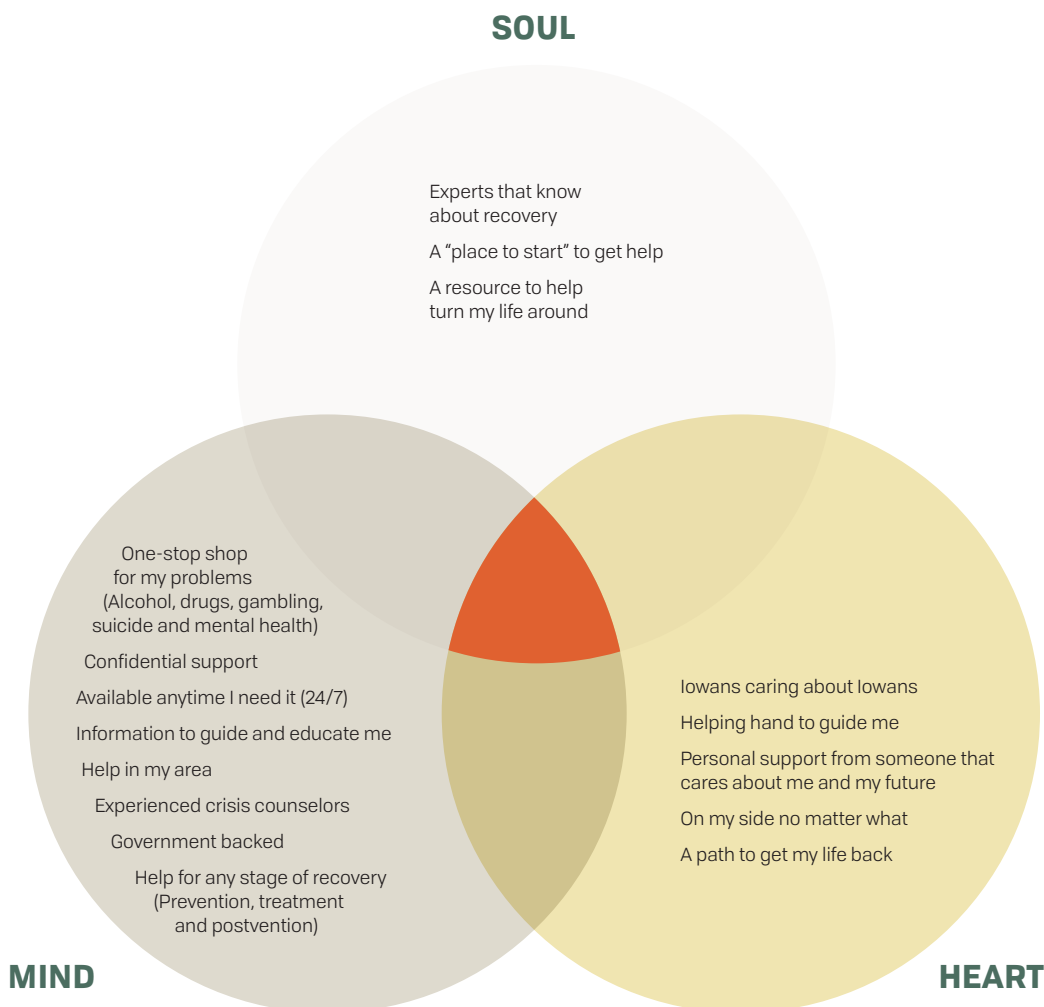 SOUL
Experts that know
about recovery
A “place to start” to get help
A resource to help
turn my life around
One-stop shop
for my problems
(Alcohol, drugs, gambling,
suicide and mental health)
Confidential support
Available anytime I need it (24/7)
Information to guide and educate me
Help in my area
Experienced crisis counselors
Government backed
Help for any stage of recovery
(Prevention, treatment
and postvention)
MIND
Iowans caring about Iowans
Helping hand to guide me
Personal support from someone that
cares about me and my future
On my side no matter what
A path to get my life back
HEART